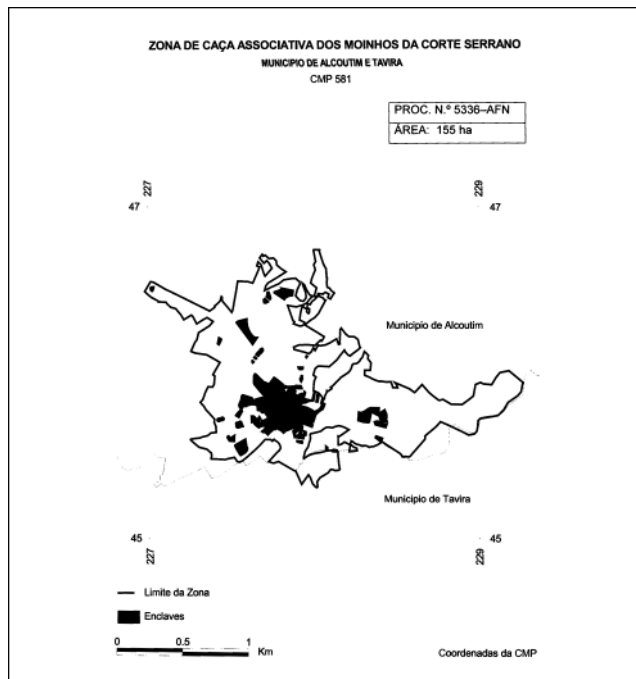 ZONA DE CAÇA ASSOCIATIVA DOS MOINHOS DA CORTE SERRANO
MUNICIPIO DE ALCOUTIM E TAVIRA
CMP 581
PROC. N.º 5336–AFN
ÁREA: 155 ha
227
229
47
47
Municipio de Alcoutim
Municipio de Tavira
45
45
227
229
Limite da Zona
Enclaves
0 0.5 1
Km
Coordenadas da CMP